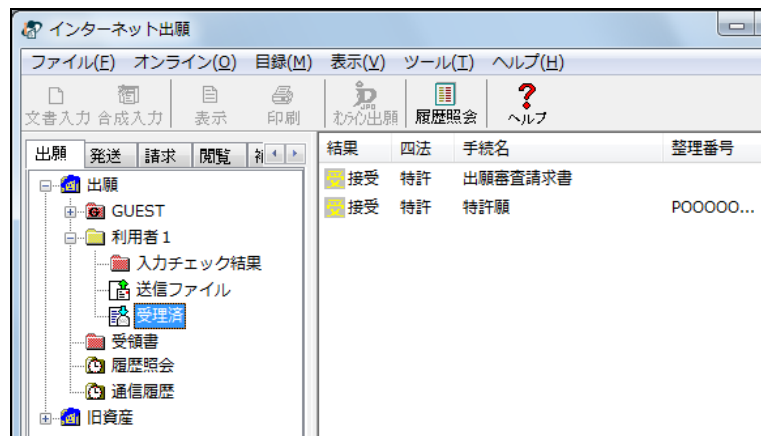 インターネット出願
ファイル(F) オンライン(O) 目録(M) 表示(V) ツール(T) ヘルプ(H)
文書入力 合成入力 表示 印刷 オンライン出願 履歴照会 ヘルプ
出願 発送 請求 閲覧
結果 四法 手続名 整理番号
受 接受 特許 出願審査請求書
受 接受 特許 特許願 POOOOO...
出願
GUEST
利用者1
入力チェック結果
送信ファイル
受理済
受領書
履歴照会
通信履歴
旧資産